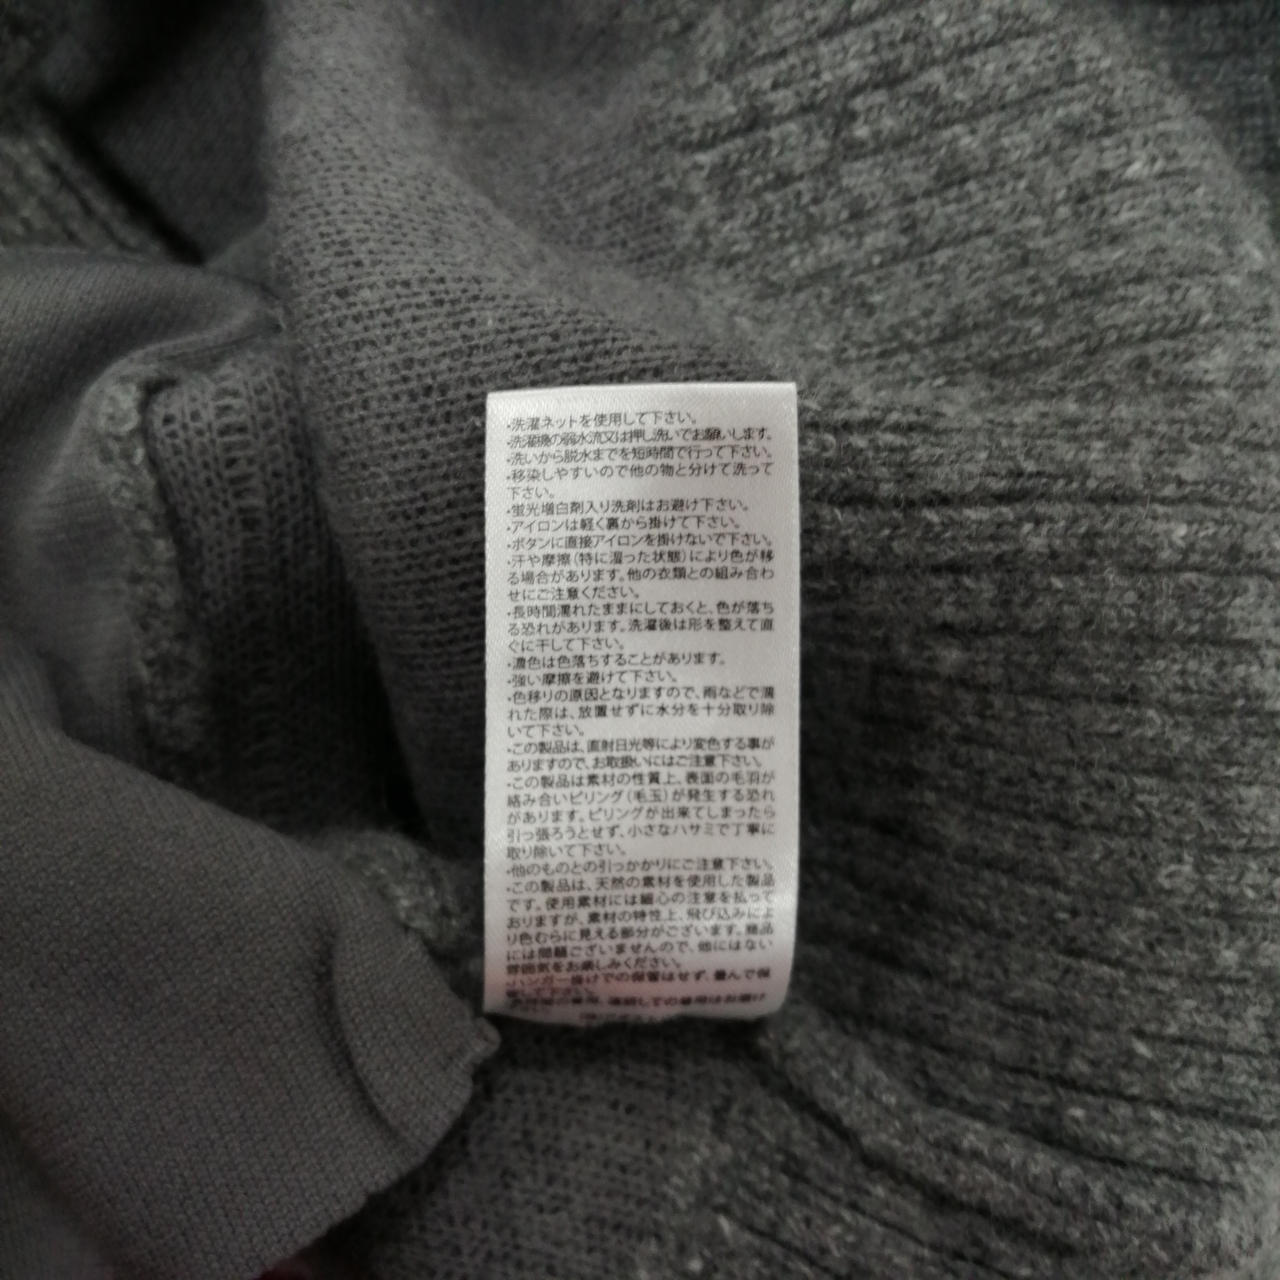 ・洗濯ネットを使用して下さい。
・洗濯機の弱水流又は押し洗いでお願いします。
・洗いから脱水までを短時間で行って下さい。
・移染しやすいので他の物と分けて洗って
下さい。
・蛍光増白剤入り洗剤はお避け下さい。
・アイロンは軽く裏から掛けて下さい。
・ボタンに直接アイロンを掛けないで下さい。
・汗や摩擦(特に湿った状態)により色が移
る場合があります。他の衣類との組み合わ
せにご注意ください。
・長時間濡れたままにしておくと、色が落ち
る恐れがあります。洗濯後は形を整えて直
ぐに干して下さい。
・濃色は色落ちすることがあります。
・強い摩擦を避けて下さい。
・色移りの原因となりますので、雨などで濡
れた際は、放置せずに水分を十分取り除
いて下さい。
・この製品は、直射日光等により変色する事が
ありますので、お取扱いにはご注意下さい。
・この製品は素材の性質上、表面の毛羽が
絡み合いピリング(毛玉)が発生する恐れ
があります。ピリングが出来てしまったら
引っ張ろうとせず、小さなハサミで丁寧に
取り除いて下さい。
・他のものとの引っかかりにご注意下さい。
・この製品は、天然の素材を使用した製品
です。使用素材には細心の注意を払って
おりますが、素材の特性上、飛び込みによ
り色むらに見える部分がございます。商品
には問題ございませんので、他にはない
雰囲気をお楽しみください。
ハンガー掛けでの保管はせず、畳んで保
管して下さい。